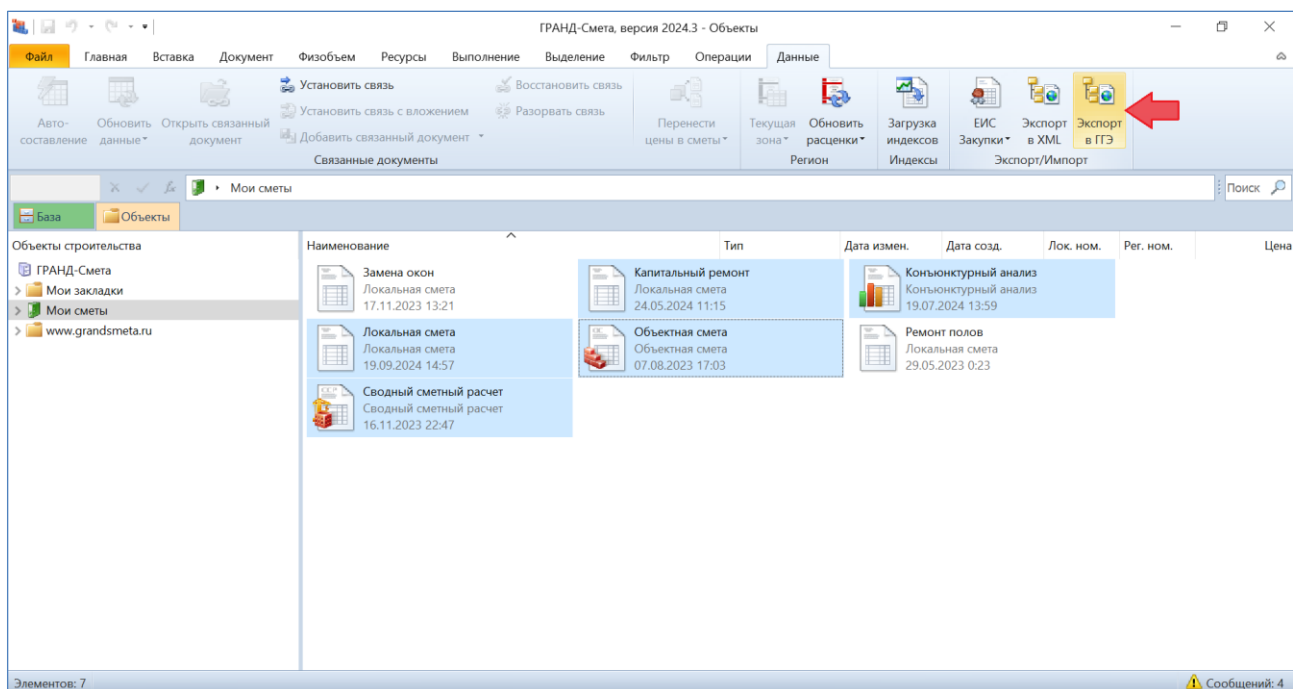 ГРАНД-Смета, версия 2024.3 - Объекты
Файл Главная Вставка Документ Физобъем Ресурсы Выполнение Выделение Фильтр Операции Данные
Авто-составление
Обновить данные
Открыть связанный документ
Установить связь
Установить связь с вложением
Добавить связанный документ
Восстановить связь
Разорвать связь
Связанные документы
Перенести цены в сметы
Текущая зона
Обновить расценки
Регион
Загрузка индексов
Индексы
ЕИС Закупки
Экспорт в XML
Экспорт в ГГЭ
Экспорт/Импорт
fx Мои сметы Поиск
База Объекты
Объекты строительства
ГРАНД-Смета
Мои закладки
Мои сметы
www.grandsmeta.ru
Наименование Тип Дата измен. Дата созд. Лок. ном. Рег. ном. Цена
Замена окон
Локальная смета
17.11.2023 13:21
Капитальный ремонт
Локальная смета
24.05.2024 11:15
Конъюнктурный анализ
Конъюнктурный анализ
19.07.2024 13:59
Локальная смета
Локальная смета
19.09.2024 14:57
Объектная смета
Объектная смета
07.08.2023 17:03
Ремонт полов
Локальная смета
29.05.2023 0:23
ССР
Сводный сметный расчет
Сводный сметный расчет
16.11.2023 22:47
Элементов: 7 Сообщений: 4